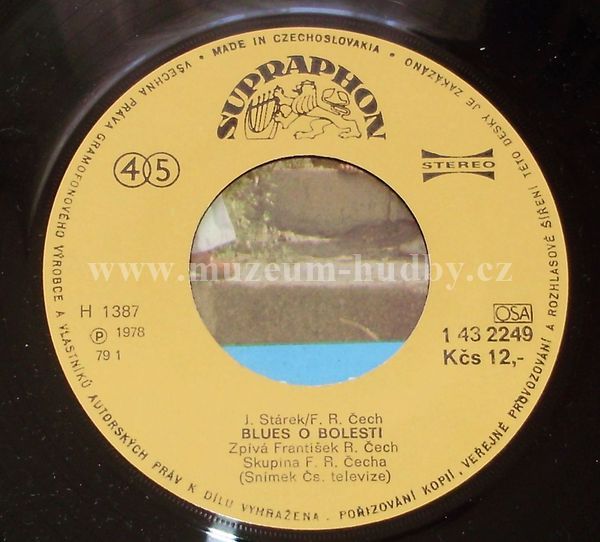 VŠECHNA PRÁVA GRAMOFONOVÉHO VÝROBCE A VLASTNÍKŮ AUTORSKÝCH PRÁV K DÍLU VYHRAŽENA. POŘIZOVÁNÍ KOPIÍ, VEŘEJNÉ PROVOZOVÁNÍ A ROZHLASOVÉ ŠÍŘENÍ TÉTO DESKY JE ZAKÁZÁNO • MADE IN CZECHOSLOVAKIA •
SUPRAPHON
45
STEREO
www.muzeum-hudby.cz
H 1387
Ⓟ 1978
79 1
OSA
1 43 2249
Kčs 12,-
J. Stárek/F. R. Čech
BLUES O BOLESTI
Zpívá František R. Čech
Skupina F. R. Čecha
(Snímek Čs. televize)